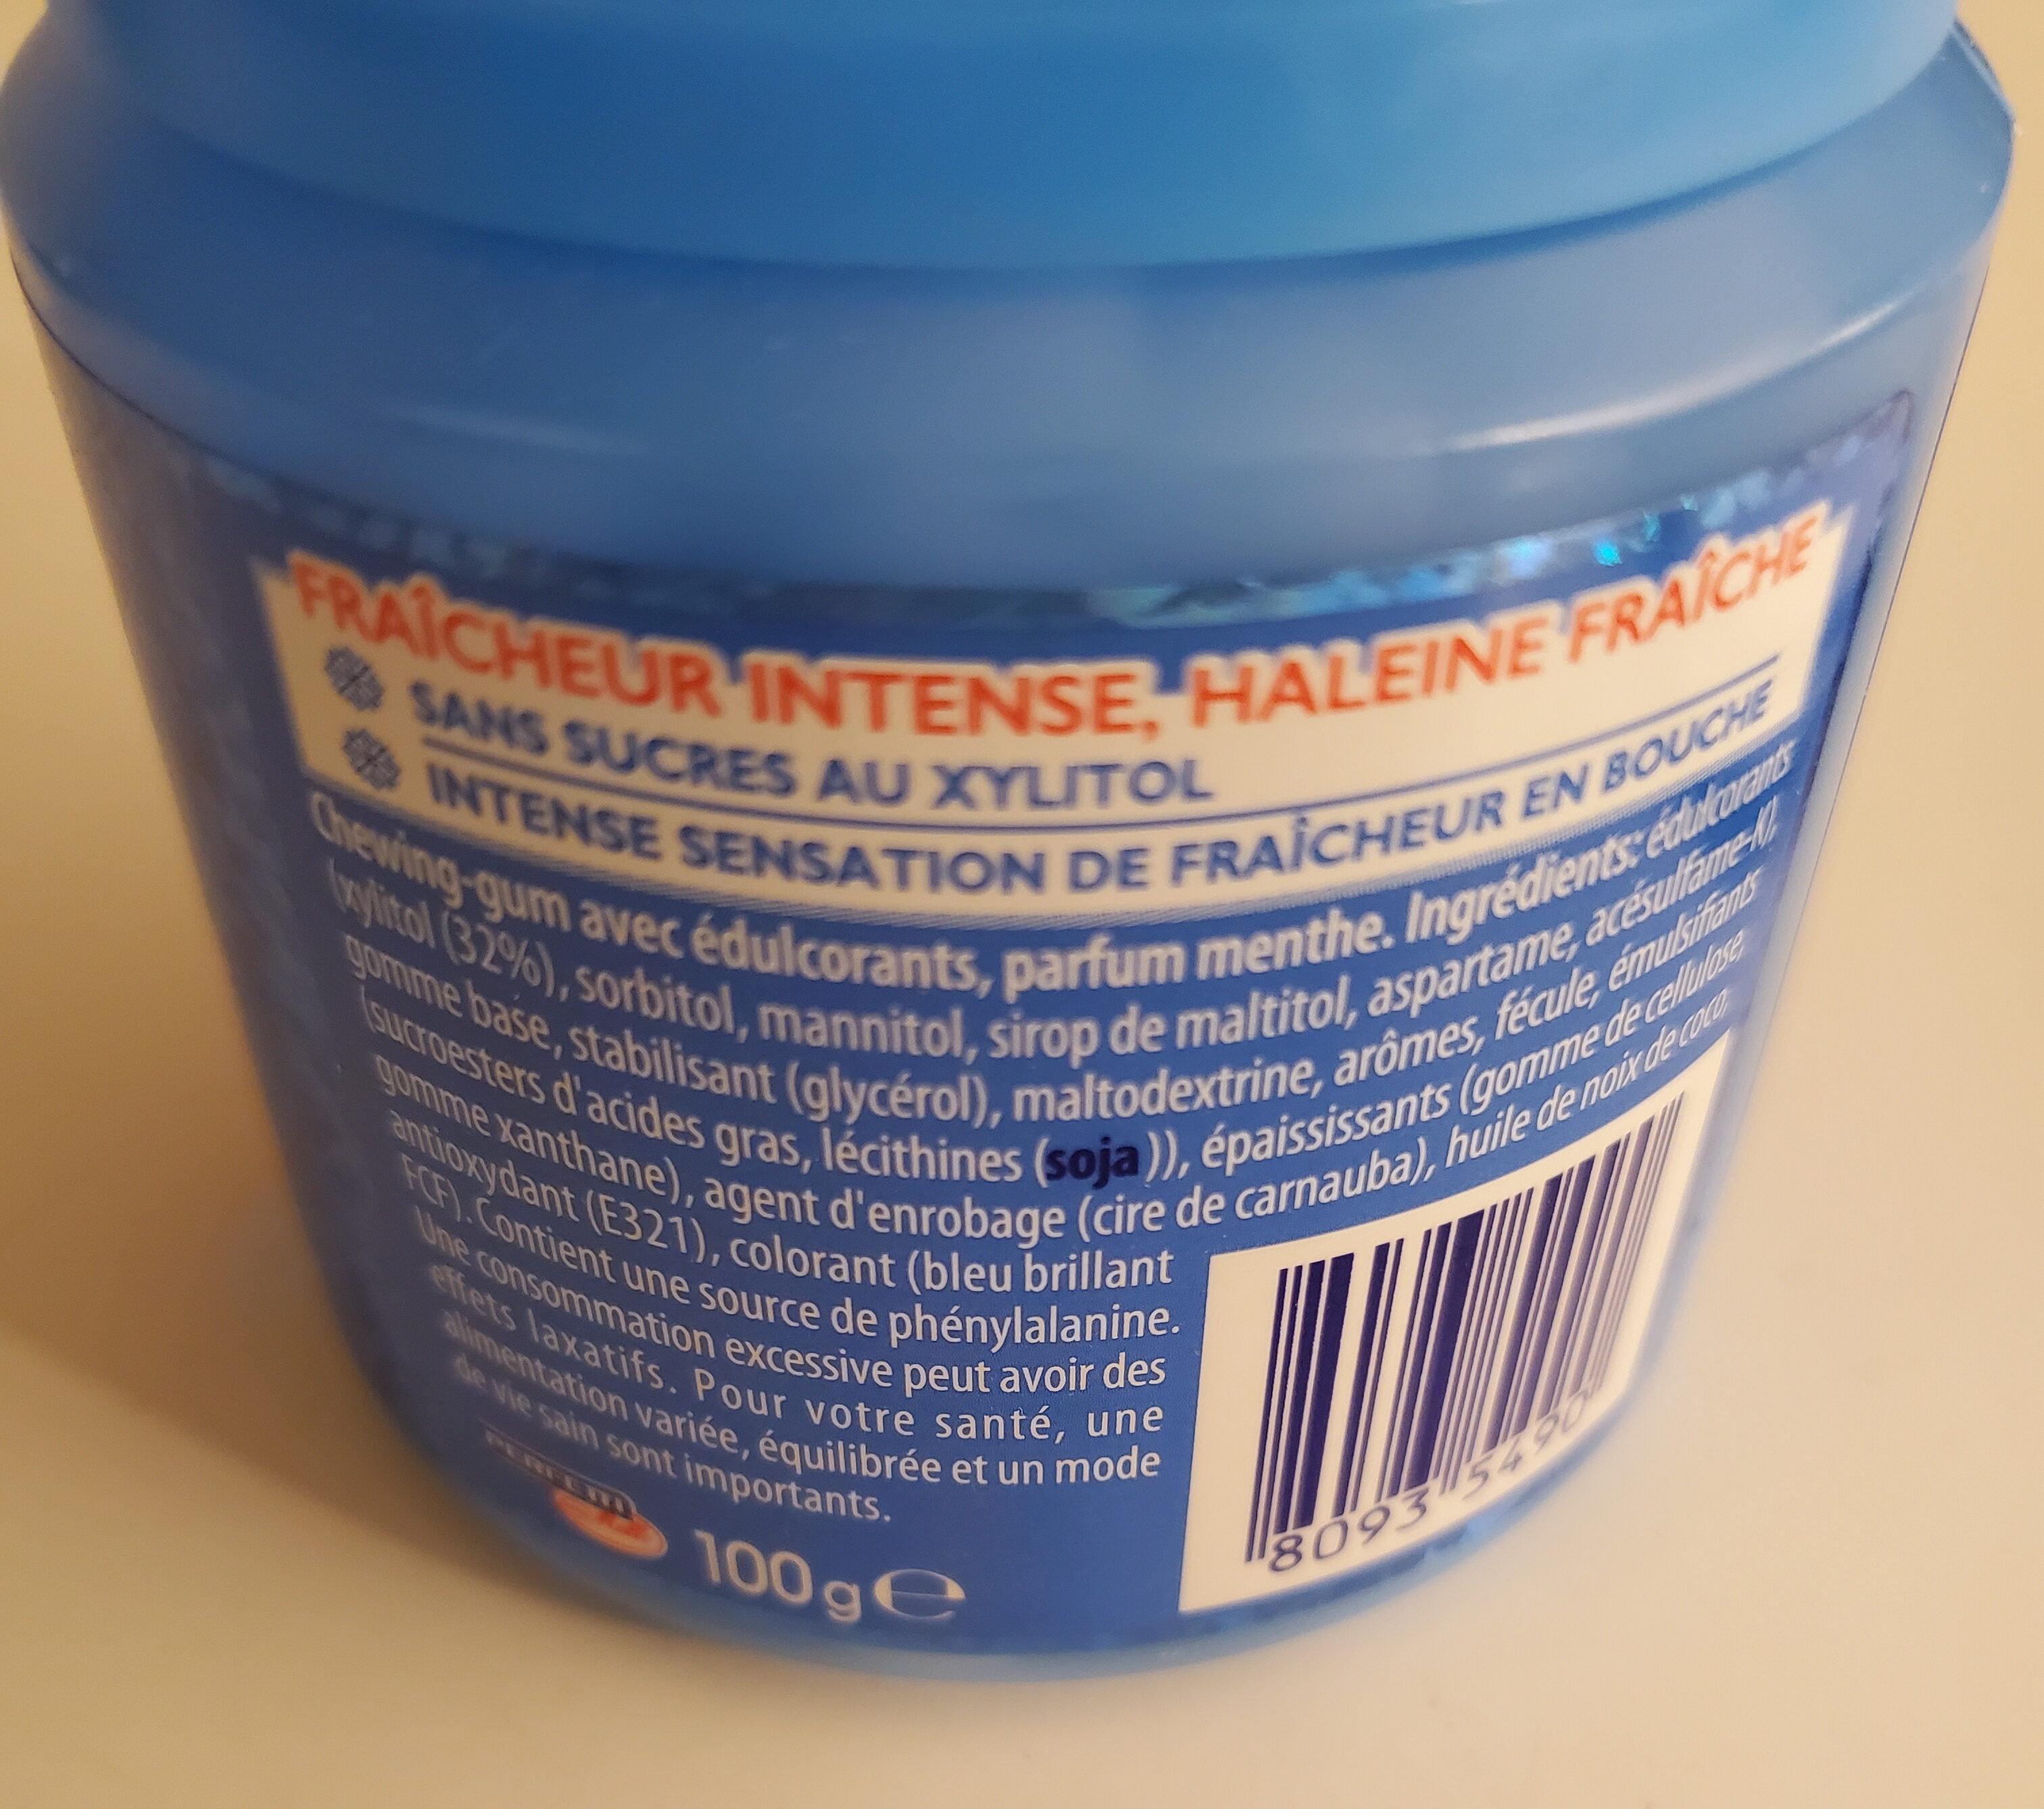 FRAÎCHEUR INTENSE, HALEINE FRAÎCHE
SANS SUCRES AU XYLITOL
INTENSE SENSATION DE FRAÎCHEUR EN BOUCHE
Chewing-gum avec édulcorants, parfum menthe. Ingrédients: édulcorants
(xylitol (32%), sorbitol, mannitol, sirop de maltitol, aspartame, acésulfame-K),
gomme base, stabilisant (glycérol), maltodextrine, arômes, fécule, émulsifiants
(sucroesters d'acides gras, lécithines (soja)), épaississants (gomme de cellulose,
gomme xanthane), agent d'enrobage (cire de carnauba), huile de noix de coco,
antioxydant (E321), colorant (bleu brillant
FCF). Contient une source de phénylalanine.
Une consommation excessive peut avoir des
effets laxatifs. Pour votre santé, une
alimentation variée, équilibrée et un mode
de vie sain sont importants.
100 g e
8093 5490